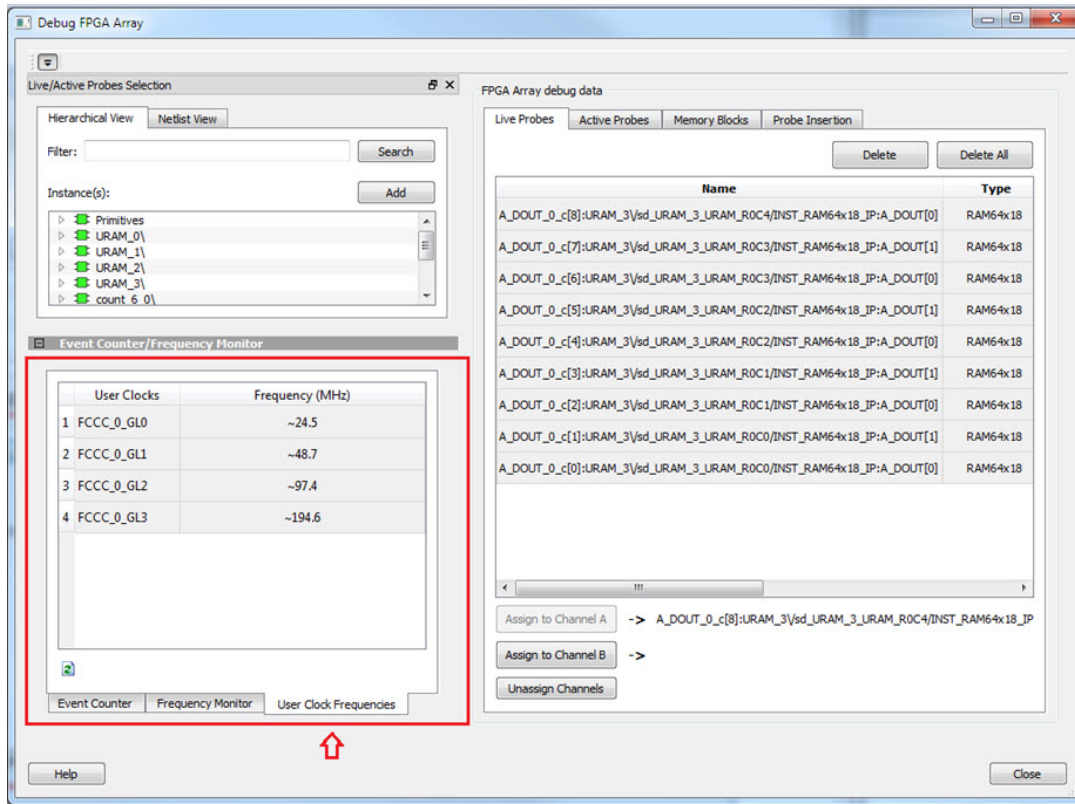 Debug FPGA Array
Live/Active Probes Selection
Hierarchical View
Netlist View
Filter:
Search
Instance(s):
Add
Primitives
URAM_0\
URAM_1\
URAM_2\
URAM_3\
count_6_0\
Event Counter/Frequency Monitor
User Clocks Frequency (MHz)
1 FCCC_0_GL0 ~24.5
2 FCCC_0_GL1 ~48.7
3 FCCC_0_GL2 ~97.4
4 FCCC_0_GL3 ~194.6
Event Counter
Frequency Monitor
User Clock Frequencies
FPGA Array debug data
Live Probes
Active Probes
Memory Blocks
Probe Insertion
Delete
Delete All
Name Type
A_DOUT_0_c[8]:URAM_3\/sd_URAM_3_URAM_R0C4/INST_RAM64x18_IP:A_DOUT[0] RAM64x18
A_DOUT_0_c[7]:URAM_3\/sd_URAM_3_URAM_R0C3/INST_RAM64x18_IP:A_DOUT[1] RAM64x18
A_DOUT_0_c[6]:URAM_3\/sd_URAM_3_URAM_R0C3/INST_RAM64x18_IP:A_DOUT[0] RAM64x18
A_DOUT_0_c[5]:URAM_3\/sd_URAM_3_URAM_R0C2/INST_RAM64x18_IP:A_DOUT[1] RAM64x18
A_DOUT_0_c[4]:URAM_3\/sd_URAM_3_URAM_R0C2/INST_RAM64x18_IP:A_DOUT[0] RAM64x18
A_DOUT_0_c[3]:URAM_3\/sd_URAM_3_URAM_R0C1/INST_RAM64x18_IP:A_DOUT[1] RAM64x18
A_DOUT_0_c[2]:URAM_3\/sd_URAM_3_URAM_R0C1/INST_RAM64x18_IP:A_DOUT[0] RAM64x18
A_DOUT_0_c[1]:URAM_3\/sd_URAM_3_URAM_R0C0/INST_RAM64x18_IP:A_DOUT[1] RAM64x18
A_DOUT_0_c[0]:URAM_3\/sd_URAM_3_URAM_R0C0/INST_RAM64x18_IP:A_DOUT[0] RAM64x18
Assign to Channel A -> A_DOUT_0_c[8]:URAM_3\/sd_URAM_3_URAM_R0C4/INST_RAM64x18_IP
Assign to Channel B ->
Unassign Channels
Help
Close